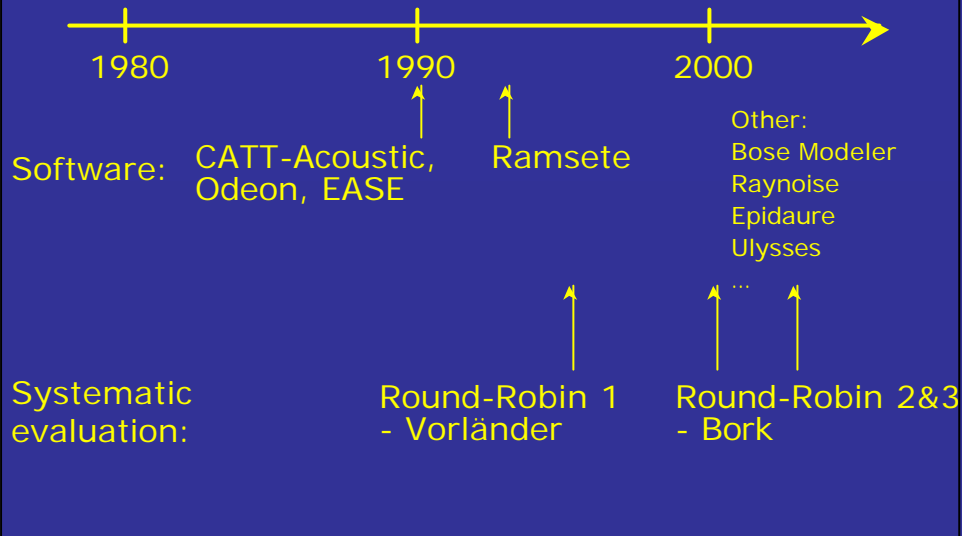 1980 1990 2000
Software:
CATT-Acoustic,
Odeon, EASE
Ramsete
Other:
Bose Modeler
Raynoise
Epidaure
Ulysses
...
Systematic
evaluation:
Round-Robin 1
- Vorländer
Round-Robin 2&3
- Bork